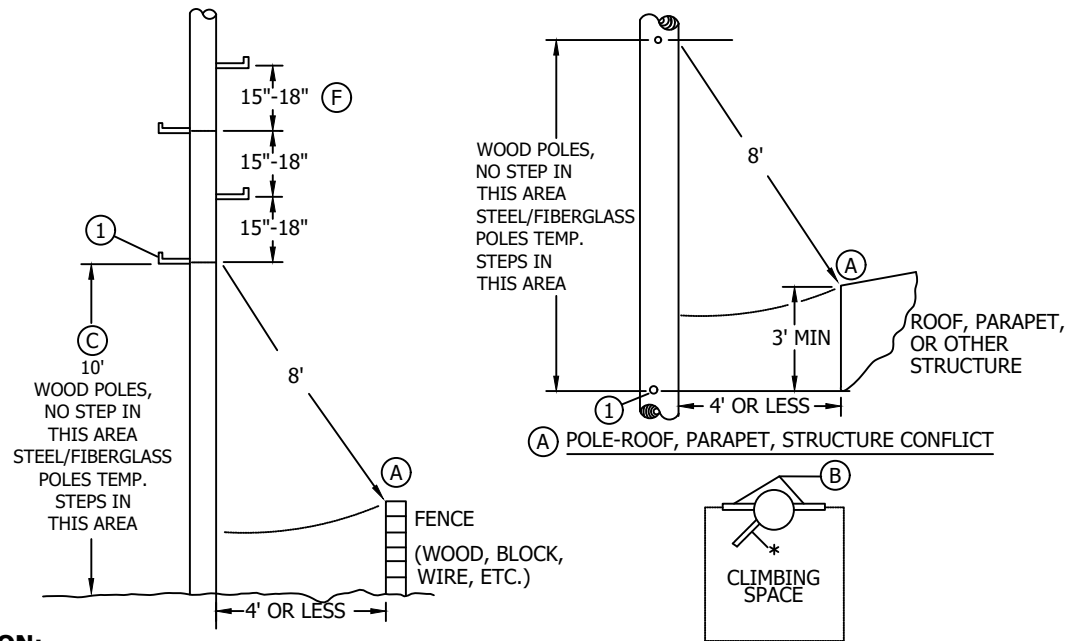 15"-18" F
15"-18"
15"-18"
1
C
10'
WOOD POLES,
NO STEP IN
THIS AREA
STEEL/FIBERGLASS
POLES TEMP.
STEPS IN
THIS AREA
8'
A
FENCE
(WOOD, BLOCK,
WIRE, ETC.)
4' OR LESS
WOOD POLES,
NO STEP IN
THIS AREA
STEEL/FIBERGLASS
POLES TEMP.
STEPS IN
THIS AREA
8'
A
3' MIN
ROOF, PARAPET,
OR OTHER
STRUCTURE
1
4' OR LESS
A POLE-ROOF, PARAPET, STRUCTURE CONFLICT
B
*
CLIMBING
SPACE